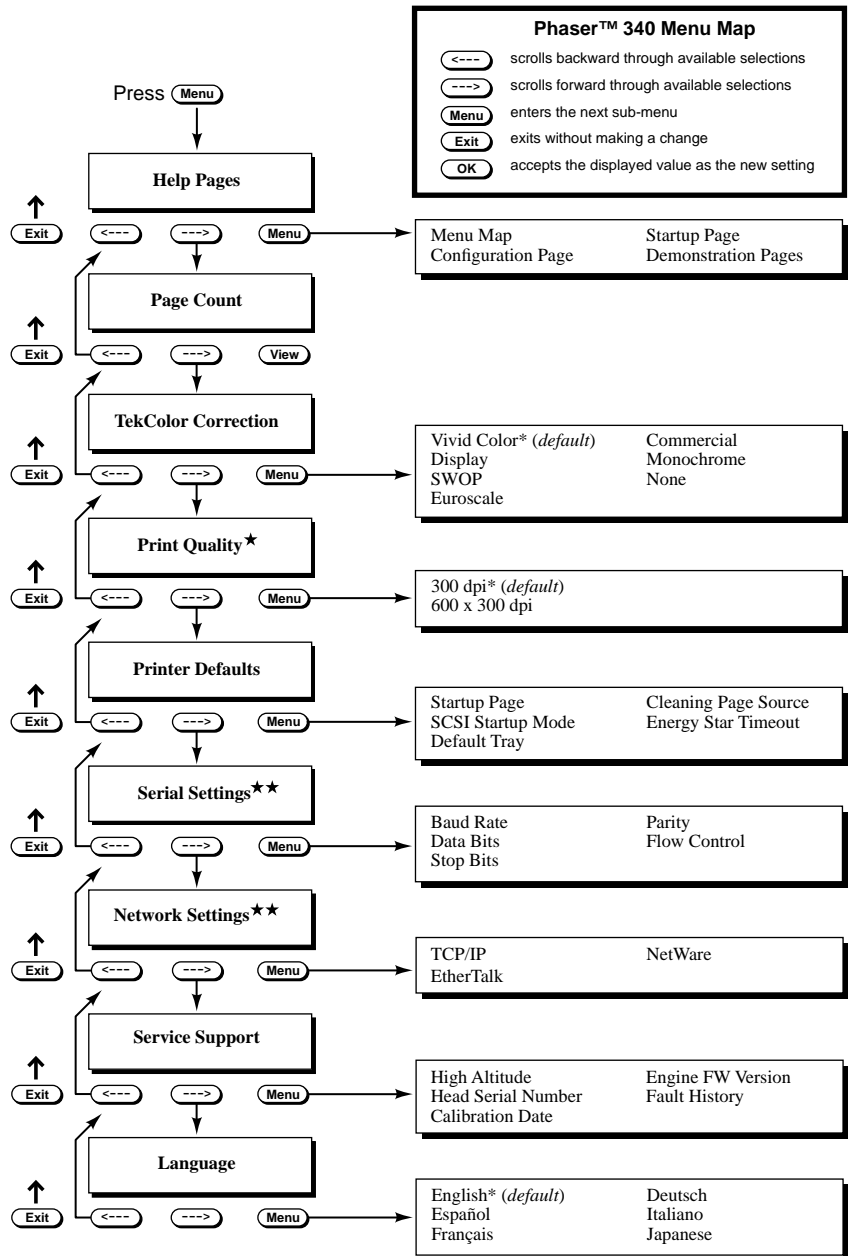 Phaser™ 340 Menu Map
<--- scrolls backward through available selections
---> scrolls forward through available selections
Menu enters the next sub-menu
Exit exits without making a change
OK accepts the displayed value as the new setting
Press Menu
Help Pages
Exit <--- ---> Menu
Menu Map Startup Page
Configuration Page Demonstration Pages
Page Count
Exit <--- ---> View
TekColor Correction
Exit <--- ---> Menu
Vivid Color* (default) Commercial
Display Monochrome
SWOP None
Euroscale
Print Quality★
Exit <--- ---> Menu
300 dpi* (default)
600 x 300 dpi
Printer Defaults
Exit <--- ---> Menu
Startup Page Cleaning Page Source
SCSI Startup Mode Energy Star Timeout
Default Tray
Serial Settings★★
Exit <--- ---> Menu
Baud Rate Parity
Data Bits Flow Control
Stop Bits
Network Settings★★
Exit <--- ---> Menu
TCP/IP NetWare
EtherTalk
Service Support
Exit <--- ---> Menu
High Altitude Engine FW Version
Head Serial Number Fault History
Calibration Date
Language
Exit <--- ---> Menu
English* (default) Deutsch
Español Italiano
Français Japanese